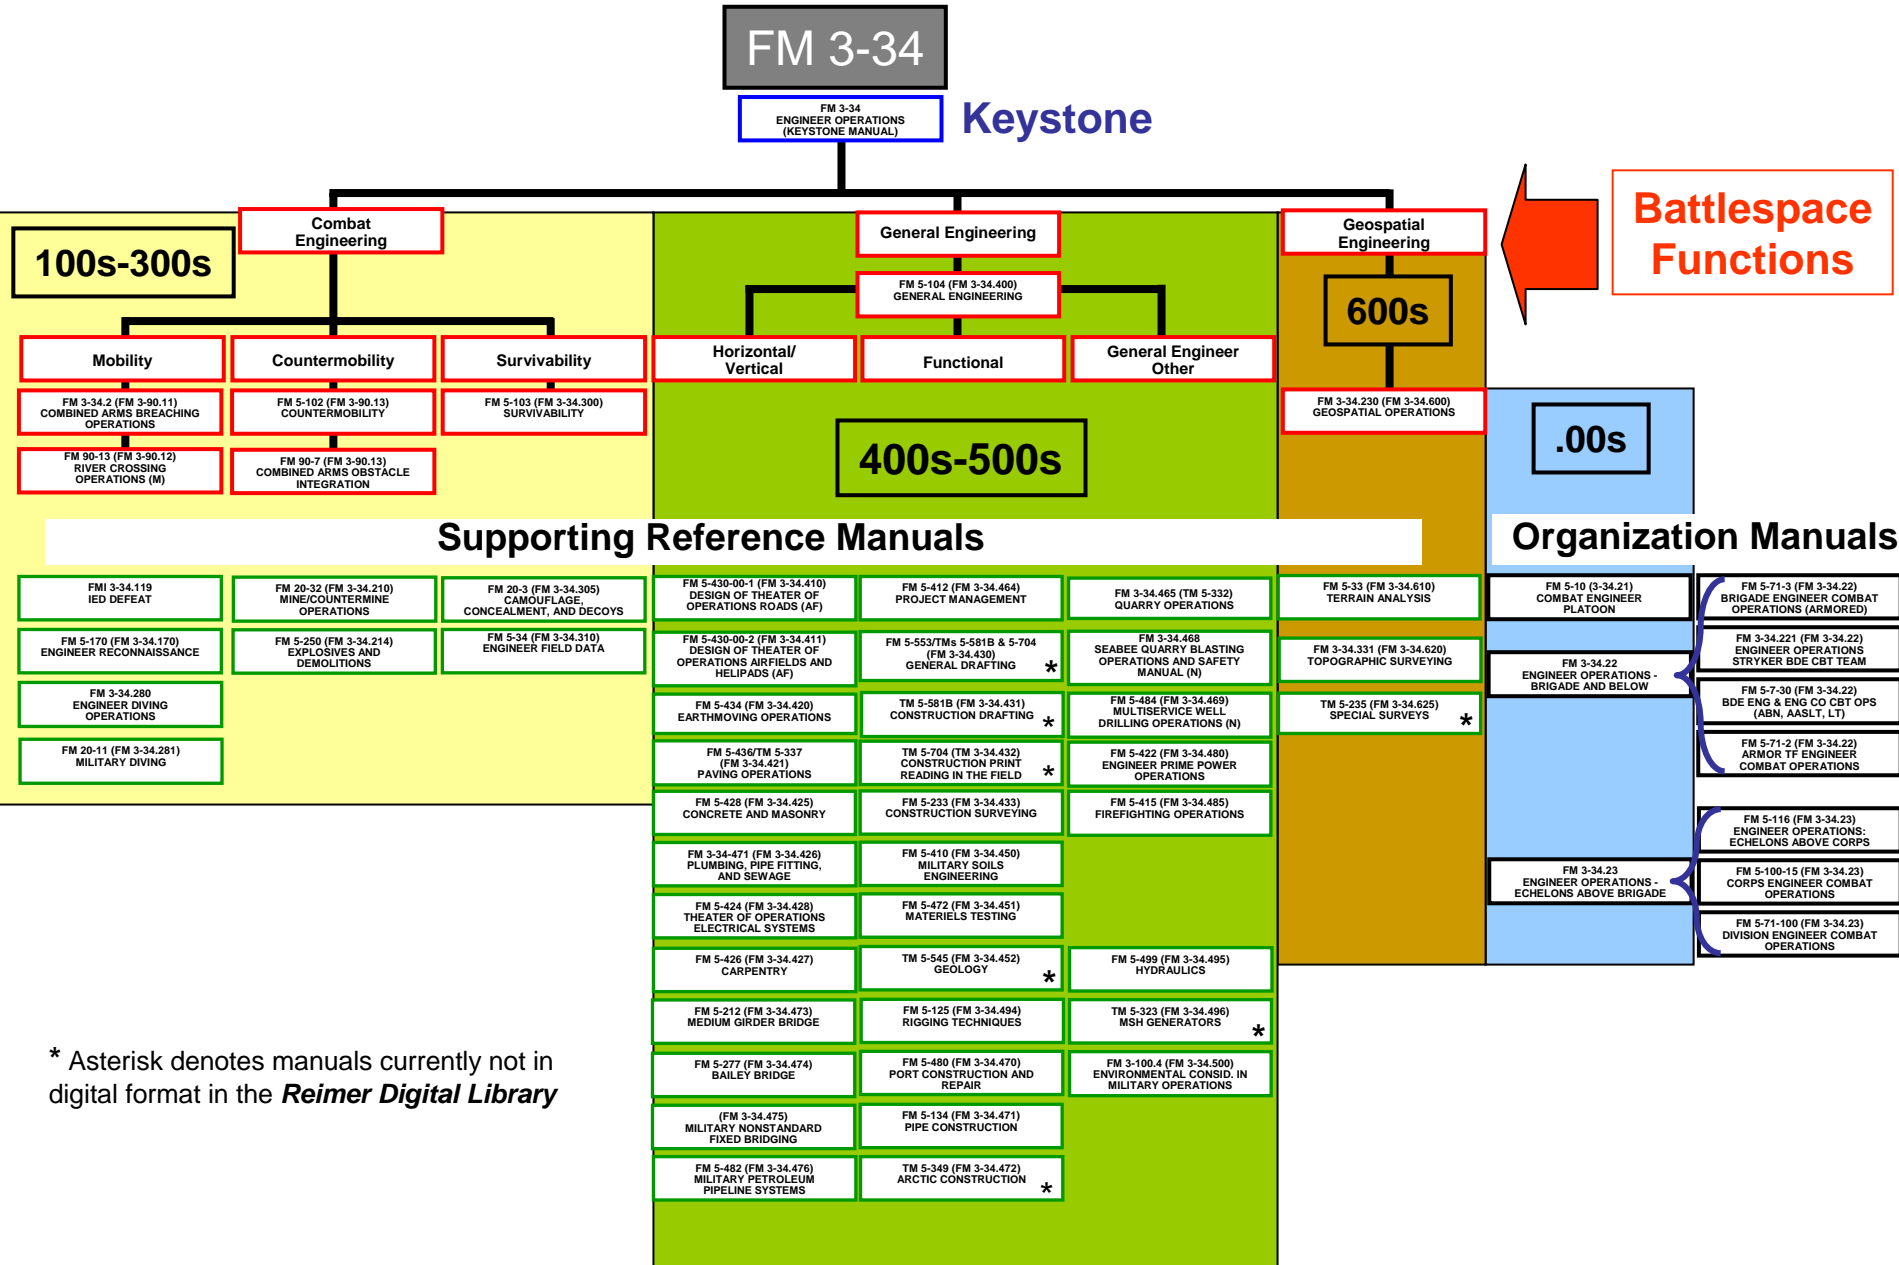 FM 3-34
FM 3-34
ENGINEER OPERATIONS
(KEYSTONE MANUAL)
Keystone
Battlespace
Functions
Combat
Engineering
General Engineering
Geospatial
Engineering
100s-300s
FM 5-104 (FM 3-34.400)
GENERAL ENGINEERING
600s
Mobility
Countermobility
Survivability
Horizontal/
Vertical
Functional
General Engineer
Other
FM 3-34.2 (FM 3-90.11)
COMBINED ARMS BREACHING
OPERATIONS
FM 5-102 (FM 3-90.13)
COUNTERMOBILITY
FM 5-103 (FM 3-34.300)
SURVIVABILITY
FM 3-34.230 (FM 3-34.600)
GEOSPATIAL OPERATIONS
FM 90-13 (FM 3-90.12)
RIVER CROSSING
OPERATIONS (M)
FM 90-7 (FM 3-90.13)
COMBINED ARMS OBSTACLE
INTEGRATION
400s-500s
.00s
Supporting Reference Manuals
Organization Manuals
FMI 3-34.119
IED DEFEAT
FM 5-170 (FM 3-34.170)
ENGINEER RECONNAISSANCE
FM 3-34.280
ENGINEER DIVING
OPERATIONS
FM 20-11 (FM 3-34.281)
MILITARY DIVING
FM 20-32 (FM 3-34.210)
MINE/COUNTERMINE
OPERATIONS
FM 5-250 (FM 3-34.214)
EXPLOSIVES AND
DEMOLITIONS
FM 20-3 (FM 3-34.305)
CAMOUFLAGE,
CONCEALMENT, AND DECOYS
FM 5-34 (FM 3-34.310)
ENGINEER FIELD DATA
FM 5-430-00-1 (FM 3-34.410)
DESIGN OF THEATER OF
OPERATIONS ROADS (AF)
FM 5-430-00-2 (FM 3-34.411)
DESIGN OF THEATER OF
OPERATIONS AIRFIELDS AND
HELIPADS (AF)
FM 5-434 (FM 3-34.420)
EARTHMOVING OPERATIONS
FM 5-436/TM 5-337
(FM 3-34.421)
PAVING OPERATIONS
FM 5-428 (FM 3-34.425)
CONCRETE AND MASONRY
FM 3-34-471 (FM 3-34.426)
PLUMBING, PIPE FITTING,
AND SEWAGE
FM 5-424 (FM 3-34.428)
THEATER OF OPERATIONS
ELECTRICAL SYSTEMS
FM 5-426 (FM 3-34.427)
CARPENTRY
FM 5-212 (FM 3-34.473)
MEDIUM GIRDER BRIDGE
FM 5-277 (FM 3-34.474)
BAILEY BRIDGE
(FM 3-34.475)
MILITARY NONSTANDARD
FIXED BRIDGING
FM 5-482 (FM 3-34.476)
MILITARY PETROLEUM
PIPELINE SYSTEMS
FM 5-412 (FM 3-34.464)
PROJECT MANAGEMENT
FM 5-553/TMs 5-581B & 5-704
(FM 3-34.430)
GENERAL DRAFTING *
TM 5-581B (FM 3-34.431)
CONSTRUCTION DRAFTING *
TM 5-704 (TM 3-34.432)
CONSTRUCTION PRINT
READING IN THE FIELD *
FM 5-233 (FM 3-34.433)
CONSTRUCTION SURVEYING
FM 5-410 (FM 3-34.450)
MILITARY SOILS
ENGINEERING
FM 5-472 (FM 3-34.451)
MATERIELS TESTING
TM 5-545 (FM 3-34.452)
GEOLOGY *
FM 5-125 (FM 3-34.494)
RIGGING TECHNIQUES
FM 5-480 (FM 3-34.470)
PORT CONSTRUCTION AND
REPAIR
FM 5-134 (FM 3-34.471)
PIPE CONSTRUCTION
TM 5-349 (FM 3-34.472)
ARCTIC CONSTRUCTION *
FM 3-34.465 (TM 5-332)
QUARRY OPERATIONS
FM 3-34.468
SEABEE QUARRY BLASTING
OPERATIONS AND SAFETY
MANUAL (N)
FM 5-484 (FM 3-34.469)
MULTISERVICE WELL
DRILLING OPERATIONS (N)
FM 5-422 (FM 3-34.480)
ENGINEER PRIME POWER
OPERATIONS
FM 5-415 (FM 3-34.485)
FIREFIGHTING OPERATIONS
FM 5-499 (FM 3-34.495)
HYDRAULICS
TM 5-323 (FM 3-34.496)
MSH GENERATORS *
FM 3-100.4 (FM 3-34.500)
ENVIRONMENTAL CONSID. IN
MILITARY OPERATIONS
FM 5-33 (FM 3-34.610)
TERRAIN ANALYSIS
FM 3-34.331 (FM 3-34.620)
TOPOGRAPHIC SURVEYING
TM 5-235 (FM 3-34.625)
SPECIAL SURVEYS *
FM 5-10 (3-34.21)
COMBAT ENGINEER
PLATOON
FM 3-34.22
ENGINEER OPERATIONS -
BRIGADE AND BELOW
FM 3-34.23
ENGINEER OPERATIONS -
ECHELONS ABOVE BRIGADE
FM 5-71-3 (FM 3-34.22)
BRIGADE ENGINEER COMBAT
OPERATIONS (ARMORED)
FM 3-34.221 (FM 3-34.22)
ENGINEER OPERATIONS
STRYKER BDE CBT TEAM
FM 5-7-30 (FM 3-34.22)
BDE ENG & ENG CO CBT OPS
(ABN, AASLT, LT)
FM 5-71-2 (FM 3-34.22)
ARMOR TF ENGINEER
COMBAT OPERATIONS
FM 5-116 (FM 3-34.23)
ENGINEER OPERATIONS:
ECHELONS ABOVE CORPS
FM 5-100-15 (FM 3-34.23)
CORPS ENGINEER COMBAT
OPERATIONS
FM 5-71-100 (FM 3-34.23)
DIVISION ENGINEER COMBAT
OPERATIONS
* Asterisk denotes manuals currently not in
digital format in the Reimer Digital Library